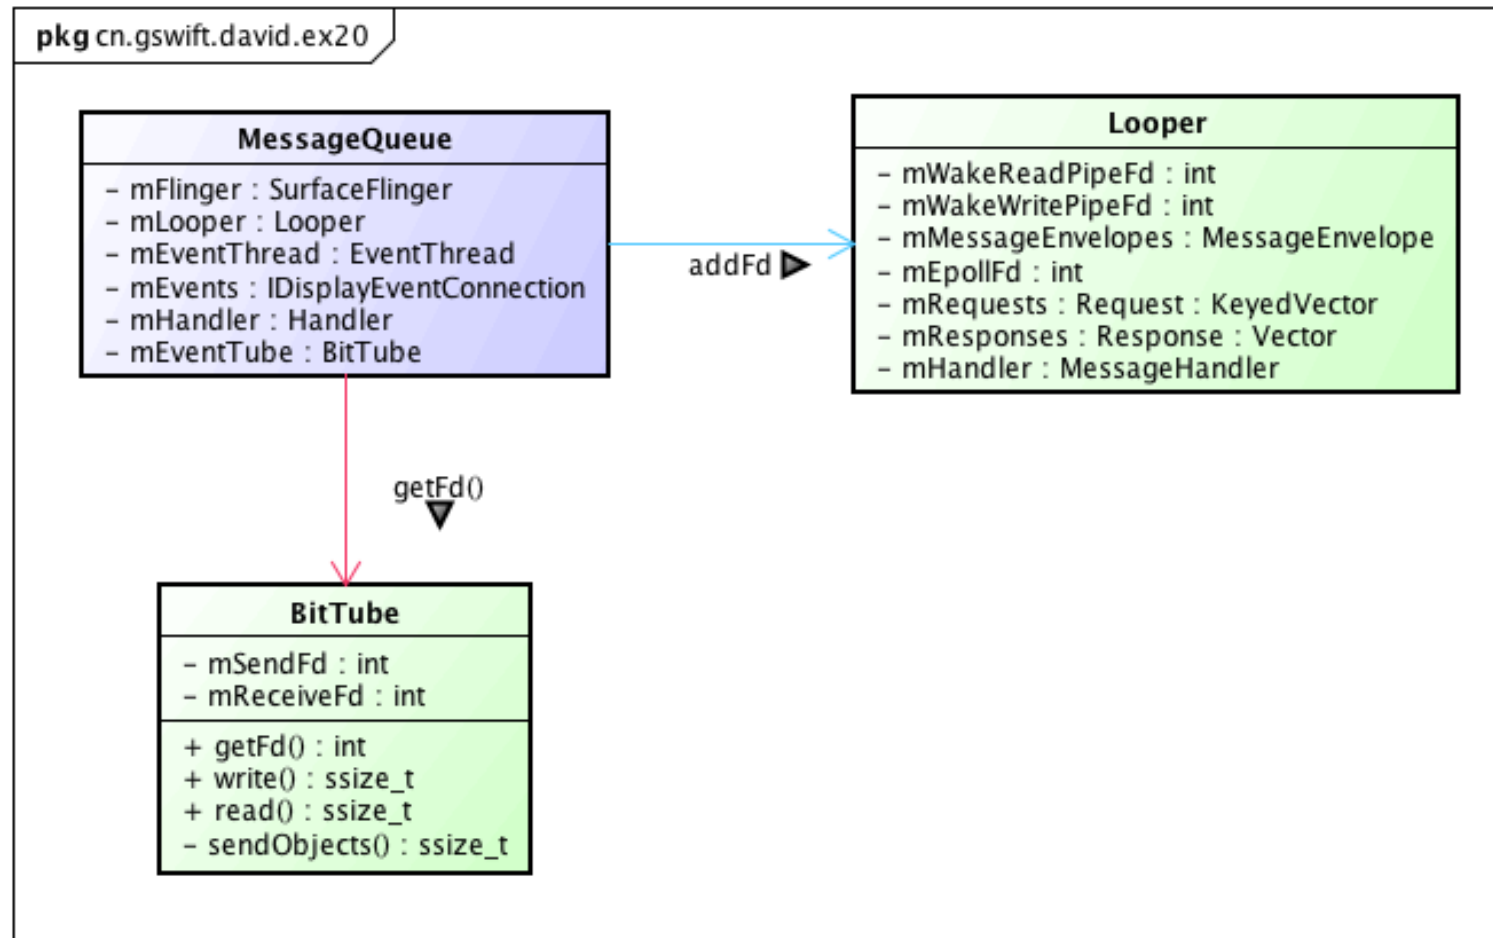 pkg cn.gswift.david.ex20
MessageQueue
- mFlinger : SurfaceFlinger
- mLooper : Looper
- mEventThread : EventThread
- mEvents : IDisplayEventConnection
- mHandler : Handler
- mEventTube : BitTube
addFd
Looper
- mWakeReadPipeFd : int
- mWakeWritePipeFd : int
- mMessageEnvelopes : MessageEnvelope
- mEpollFd : int
- mRequests : Request : KeyedVector
- mResponses : Response : Vector
- mHandler : MessageHandler
getFd()
BitTube
- mSendFd : int
- mReceiveFd : int
+ getFd() : int
+ write() : ssize_t
+ read() : ssize_t
- sendObjects() : ssize_t